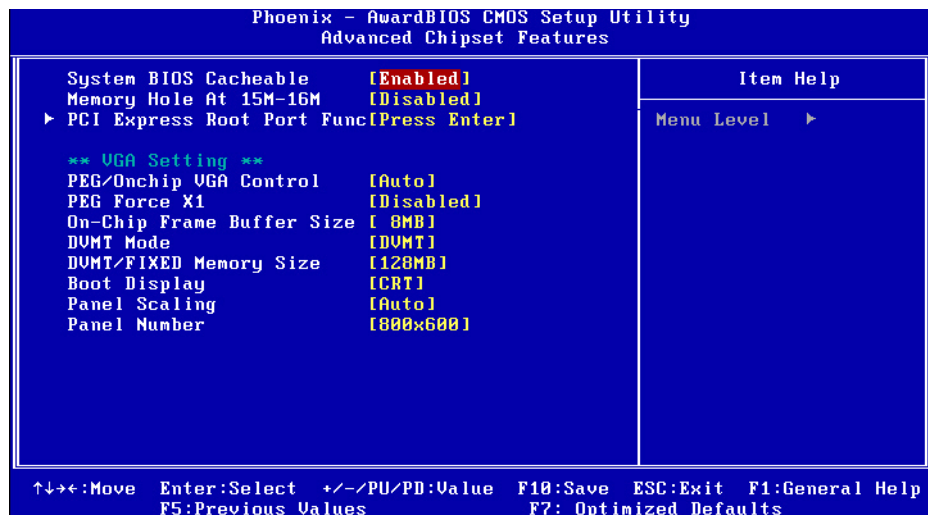 Phoenix - AwardBIOS CMOS Setup Utility
Advanced Chipset Features
System BIOS Cacheable [Enabled]
Memory Hole At 15M-16M [Disabled]
▶ PCI Express Root Port Func[Press Enter]
** VGA Setting **
PEG/Onchip VGA Control [Auto]
PEG Force X1 [Disabled]
On-Chip Frame Buffer Size [ 8MB]
DVMT Mode [DVMT]
DVMT/FIXED Memory Size [128MB]
Boot Display [CRT]
Panel Scaling [Auto]
Panel Number [800x600]
Item Help
Menu Level ▶
↑↓→←:Move Enter:Select +/-/PU/PD:Value F10:Save ESC:Exit F1:General Help
F5:Previous Values F7: Optimized Defaults